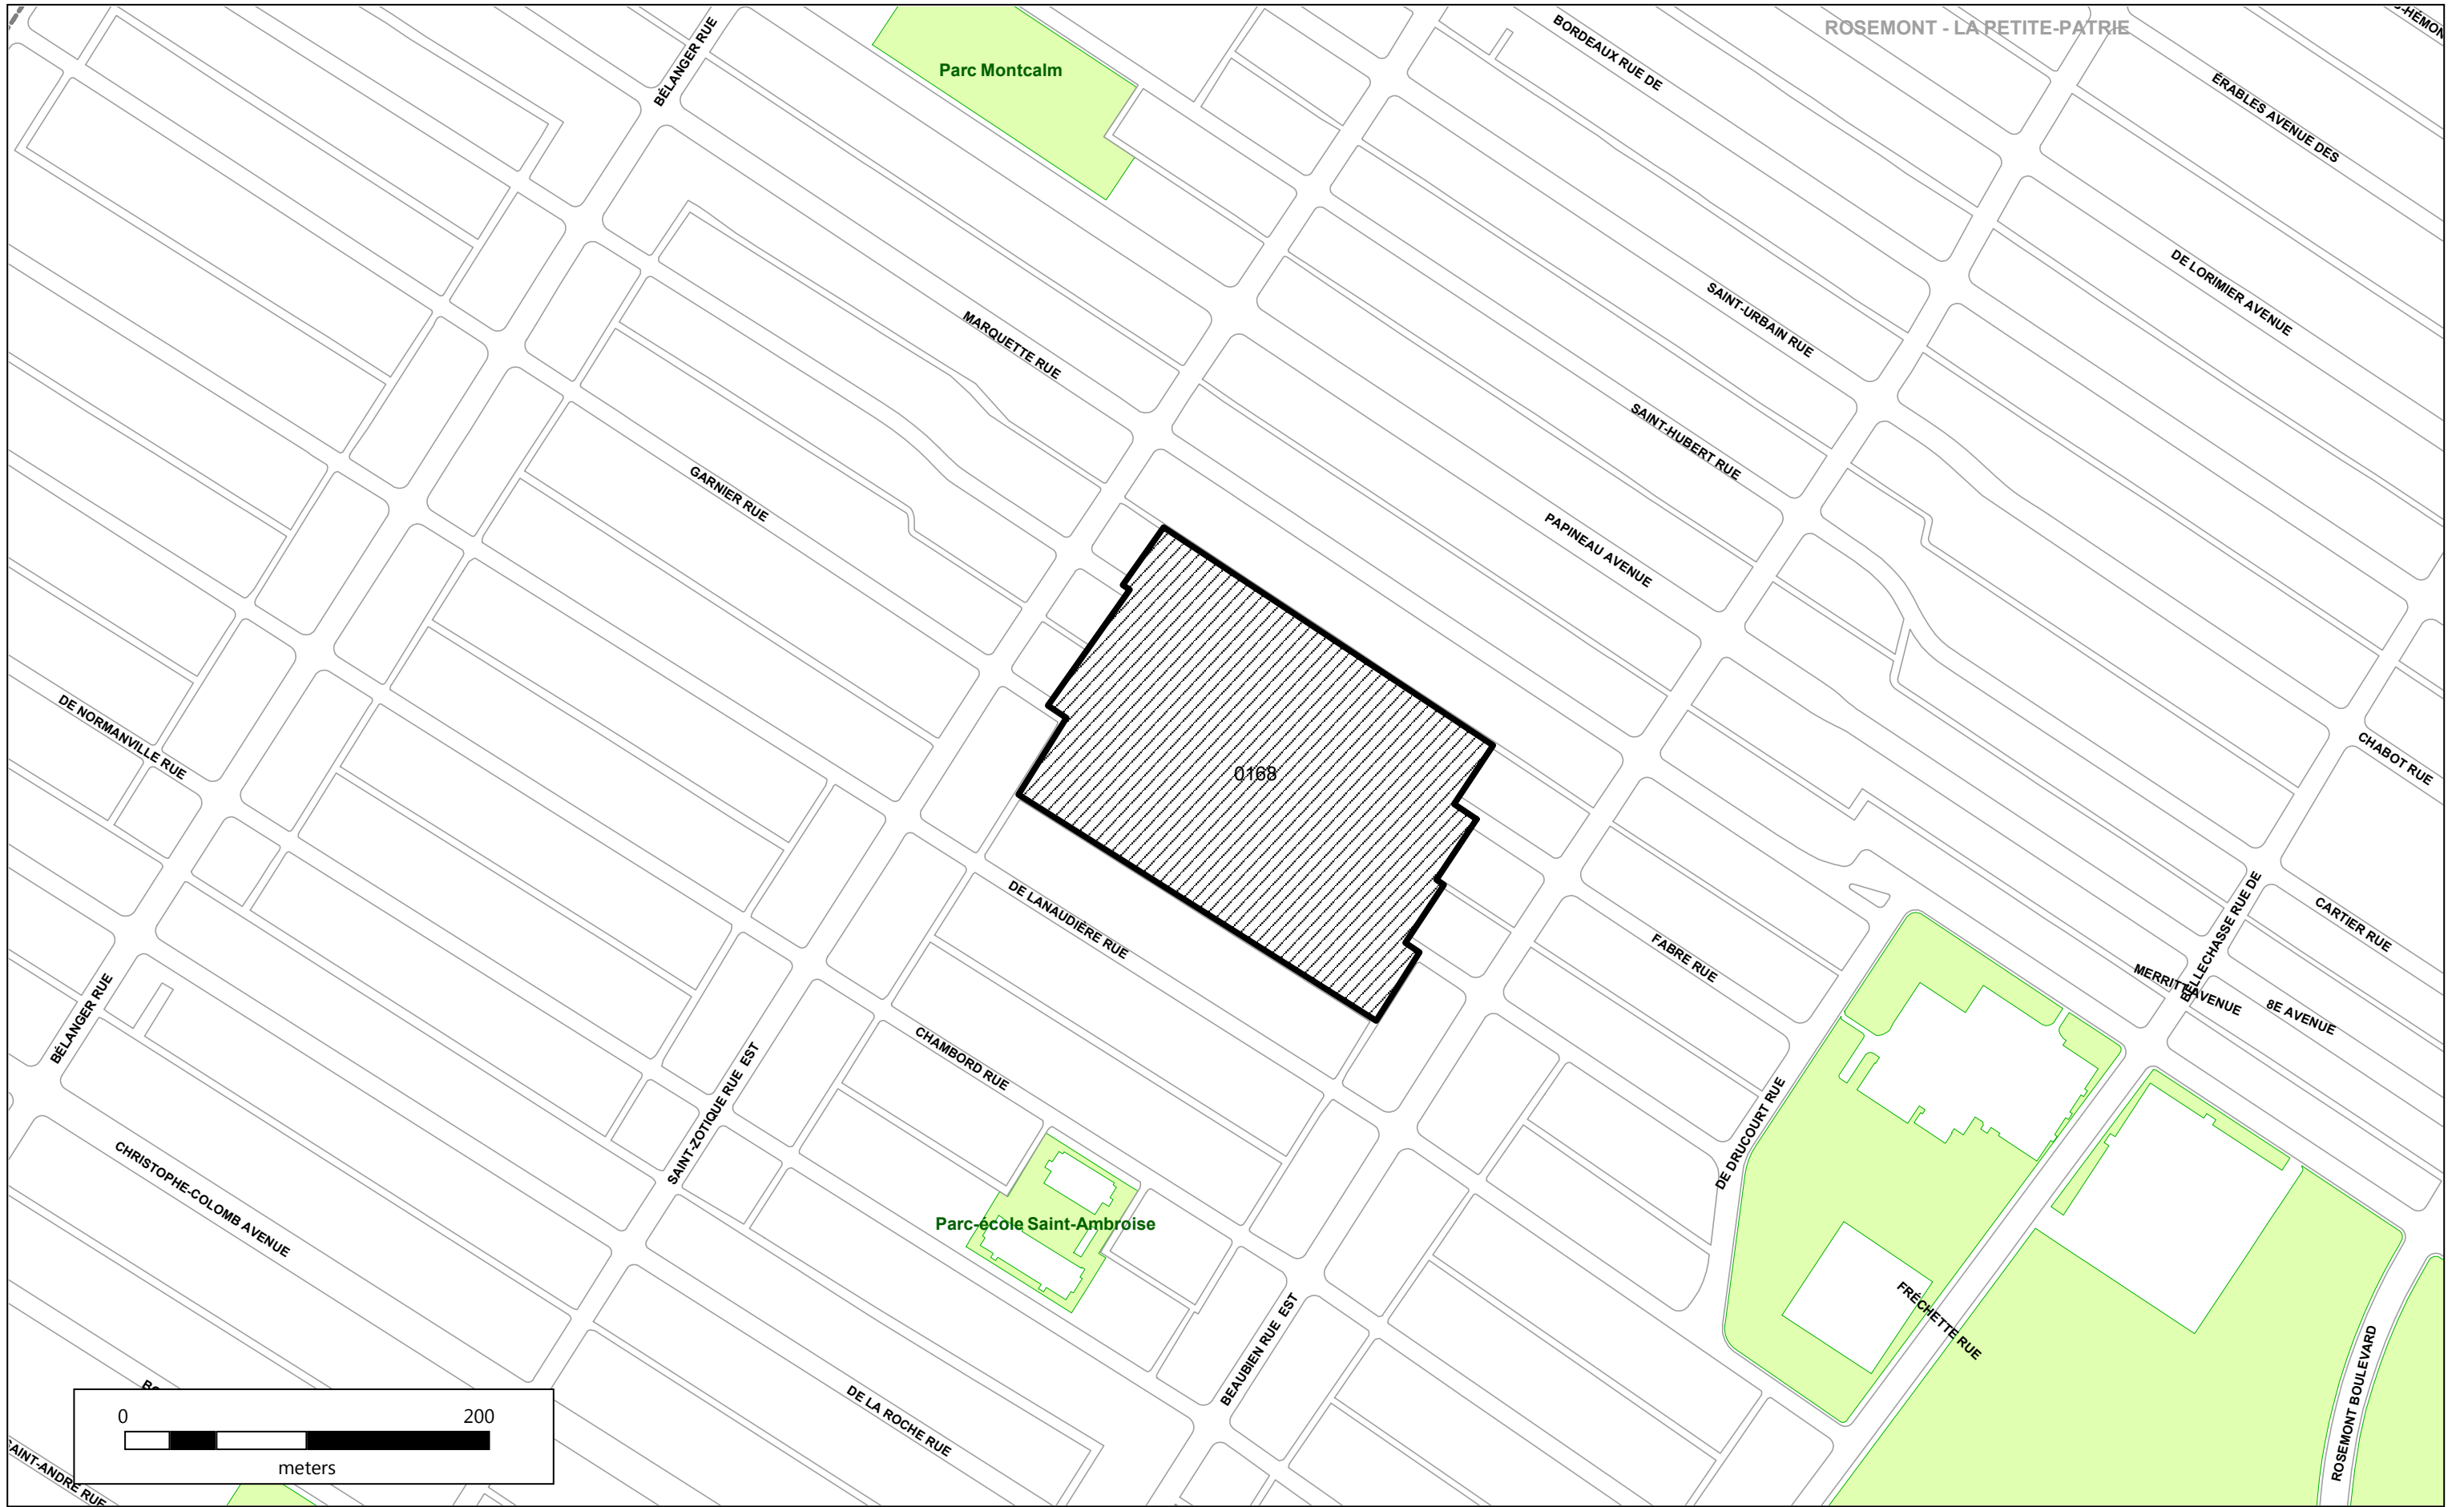 ROSEMONT - LA PETITE-PATRIE
BORDEAUX RUE DE
BÉLANGER RUE
Parc Montcalm
ÉRABLES AVENUE DES
DE LORIMIER AVENUE
SAINT-URBAIN RUE
MARQUETTE RUE
SAINT-HUBERT RUE
GARNIER RUE
PAPINEAU AVENUE
DE NORMANVILLE RUE
CHABOT RUE
0168
DE LANAUDIÈRE RUE
CARTIER RUE
FABRE RUE
BELLECHASSE RUE DE
MERRITT AVENUE
8E AVENUE
BÉLANGER RUE
CHAMBORD RUE
SAINT-ZOTIQUE RUE EST
DE DRUCOURT RUE
CHRISTOPHE-COLOMB AVENUE
Parc-école Saint-Ambroise
FRÉCHETTE RUE
BEAUBIEN RUE EST
ROSEMONT BOULEVARD
DE LA ROCHE RUE
0 200
meters
SAINT-ANDRÉ RUE